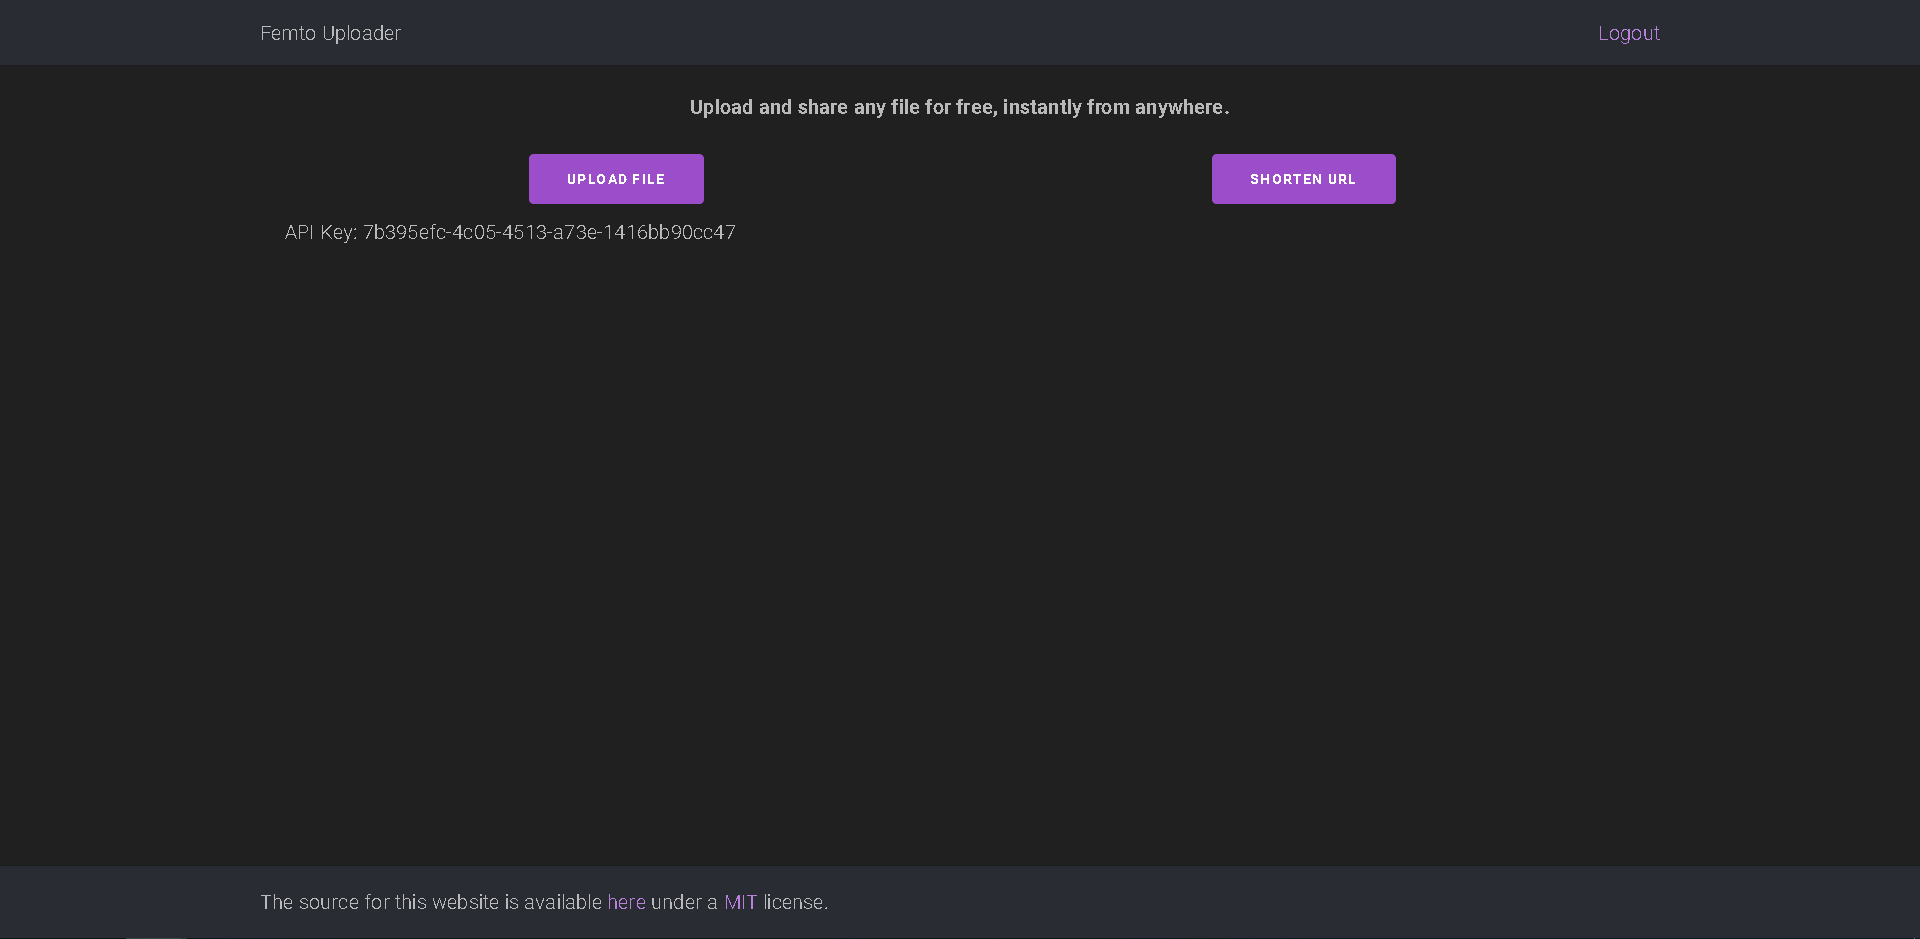 Femto Uploader
Logout
Upload and share any file for free, instantly from anywhere.
UPLOAD FILE
SHORTEN URL
API Key: 7b395efc-4c05-4513-a73e-1416bb90cc47
The source for this website is available here under a MIT license.